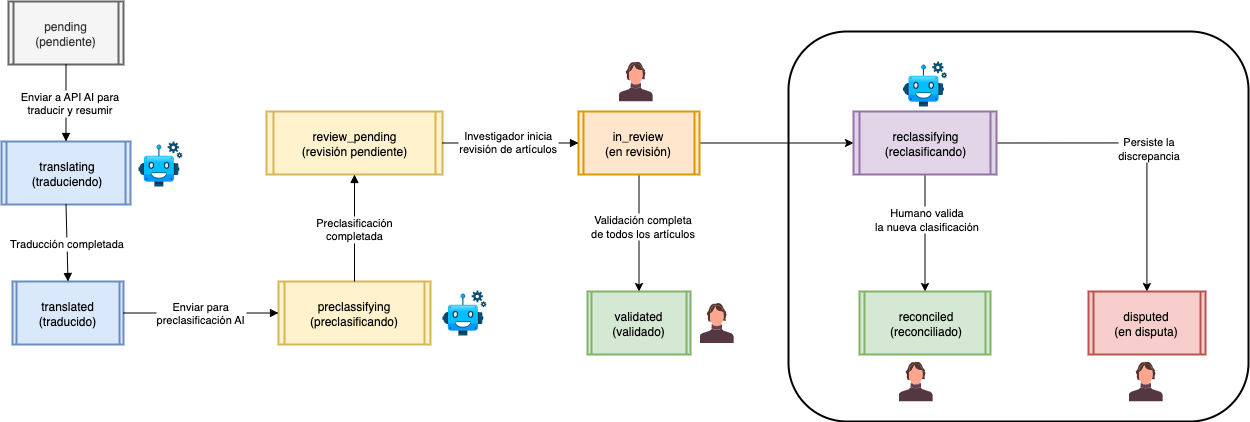 pending
(pendiente)
Enviar a API AI para
traducir y resumir
translating
(traduciendo)
Traducción completada
translated
(traducido)
Enviar para
preclasificación AI
preclassifying
(preclasificando)
Preclasificación
completada
review_pending
(revisión pendiente)
Investigador inicia
revisión de artículos
in_review
(en revisión)
Validación completa
de todos los artículos
validated
(validado)
reclassifying
(reclasificando)
Humano valida
la nueva clasificación
reconciled
(reconciliado)
Persiste la
discrepancia
disputed
(en disputa)